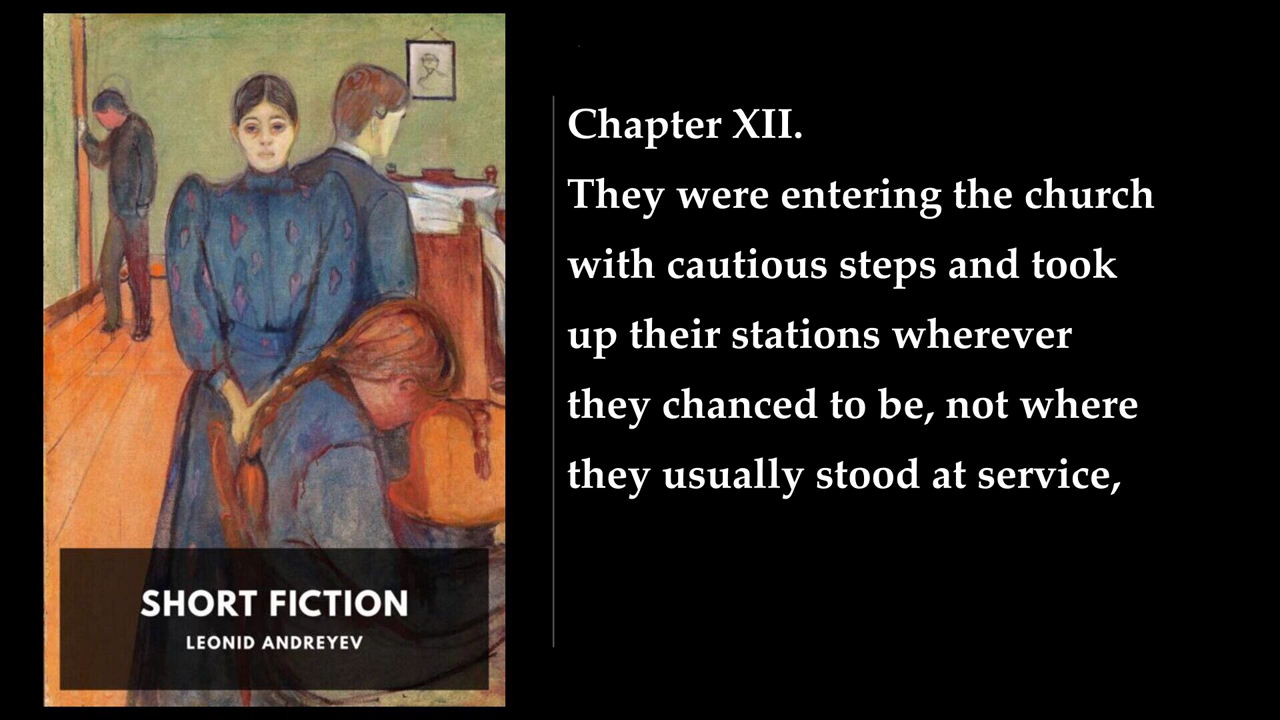 SHORT FICTION
LEONID ANDREYEV
Chapter XII.
They were entering the church
with cautious steps and took
up their stations wherever
they chanced to be, not where
they usually stood at service,